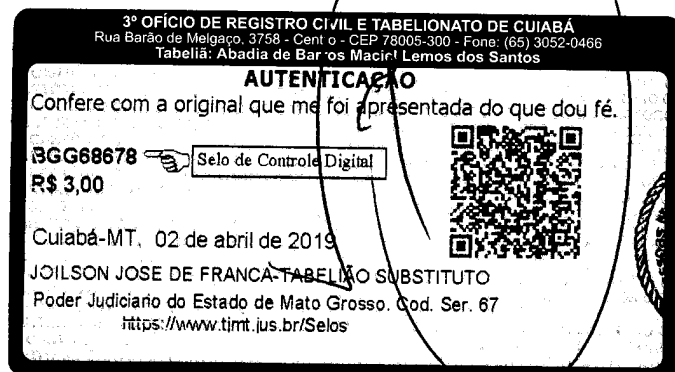 3º OFÍCIO DE REGISTRO CIVIL E TABELIONATO DE CUIABÁ
Rua Barão de Melgaço, 3758 - Centro - CEP 78005-300 - Fone: (65) 3052-0466
Tabeliã: Abadia de Barros Maciel Lemos dos Santos
AUTENTICAÇÃO
Confere com a original que me foi apresentada do que dou fé.
BGG68678 Selo de Controle Digital
R$ 3,00
Cuiabá-MT, 02 de abril de 2019
JOILSON JOSE DE FRANCA-TABELIÃO SUBSTITUTO
Poder Judiciario do Estado de Mato Grosso. Cod. Ser. 67
https://www.tjmt.jus.br/Selos